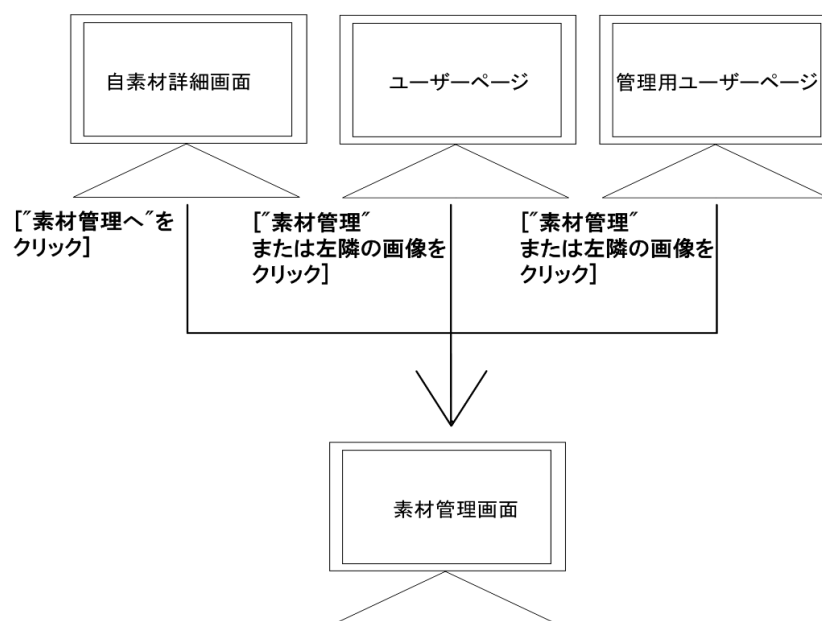 自素材詳細画面
ユーザーページ
管理用ユーザーページ
["素材管理へ"を
クリック]
["素材管理"
または左隣の画像を
クリック]
["素材管理"
または左隣の画像を
クリック]
素材管理画面